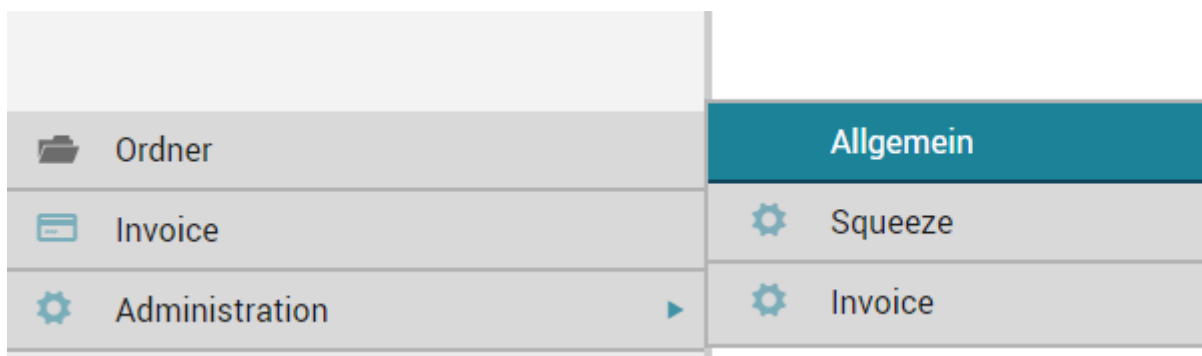 Ordner
Invoice
Administration
Allgemein
Squeeze
Invoice